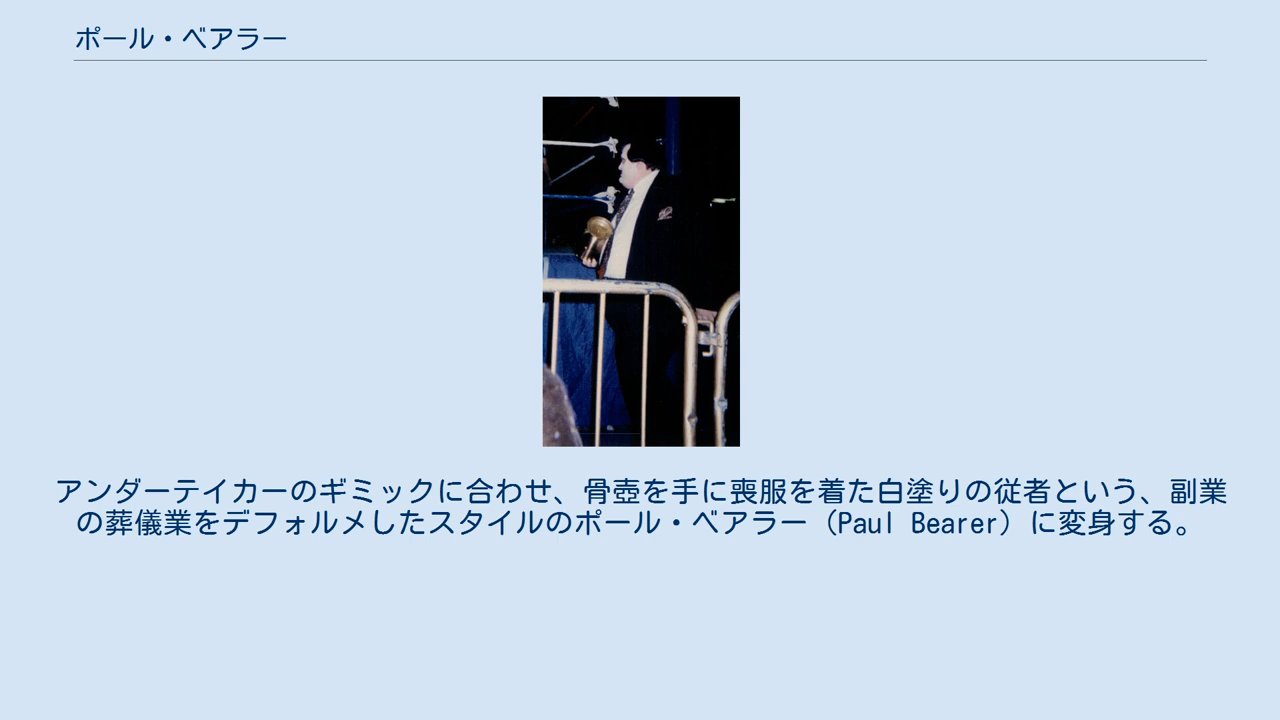 ポール・ベアラー
アンダーテイカーのギミックに合わせ、骨壺を手に喪服を着た白塗りの従者という、副業
の葬儀業をデフォルメしたスタイルのポール・ベアラー（Paul Bearer）に変身する。